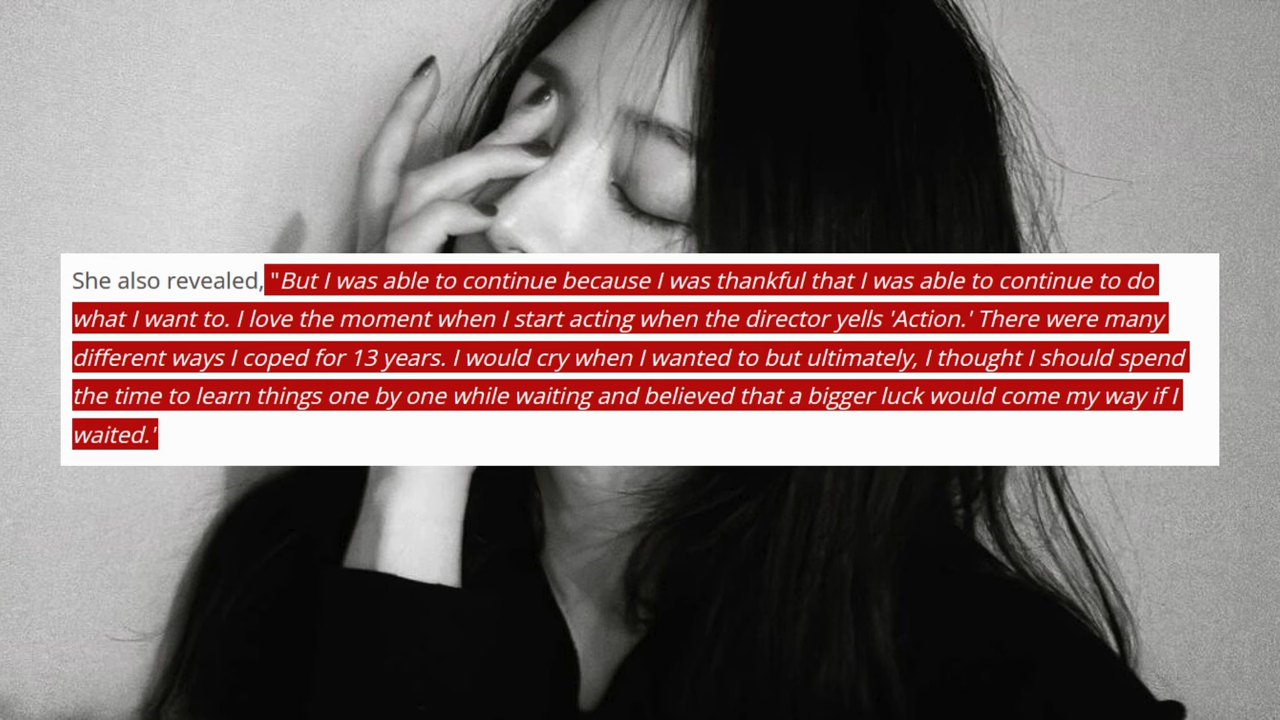 She also revealed, "But I was able to continue because I was thankful that I was able to continue to do
what I want to. I love the moment when I start acting when the director yells 'Action.' There were many
different ways I coped for 13 years. I would cry when I wanted to but ultimately, I thought I should spend
the time to learn things one by one while waiting and believed that a bigger luck would come my way if I
waited.'